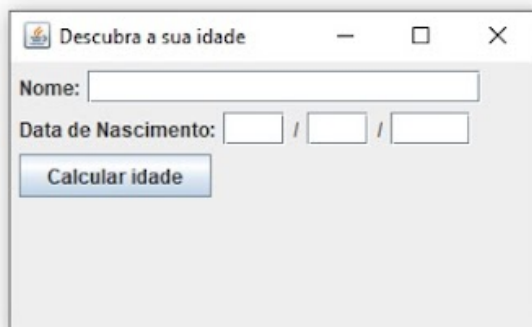 Descubra a sua idade
Nome:
Data de Nascimento: / /
Calcular idade